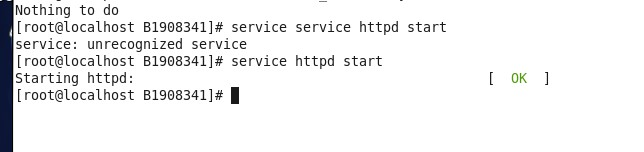 Nothing to do
[root@localhost B1908341]# service service httpd start
service: unrecognized service
[root@localhost B1908341]# service httpd start
Starting httpd: [ OK ]
[root@localhost B1908341]#